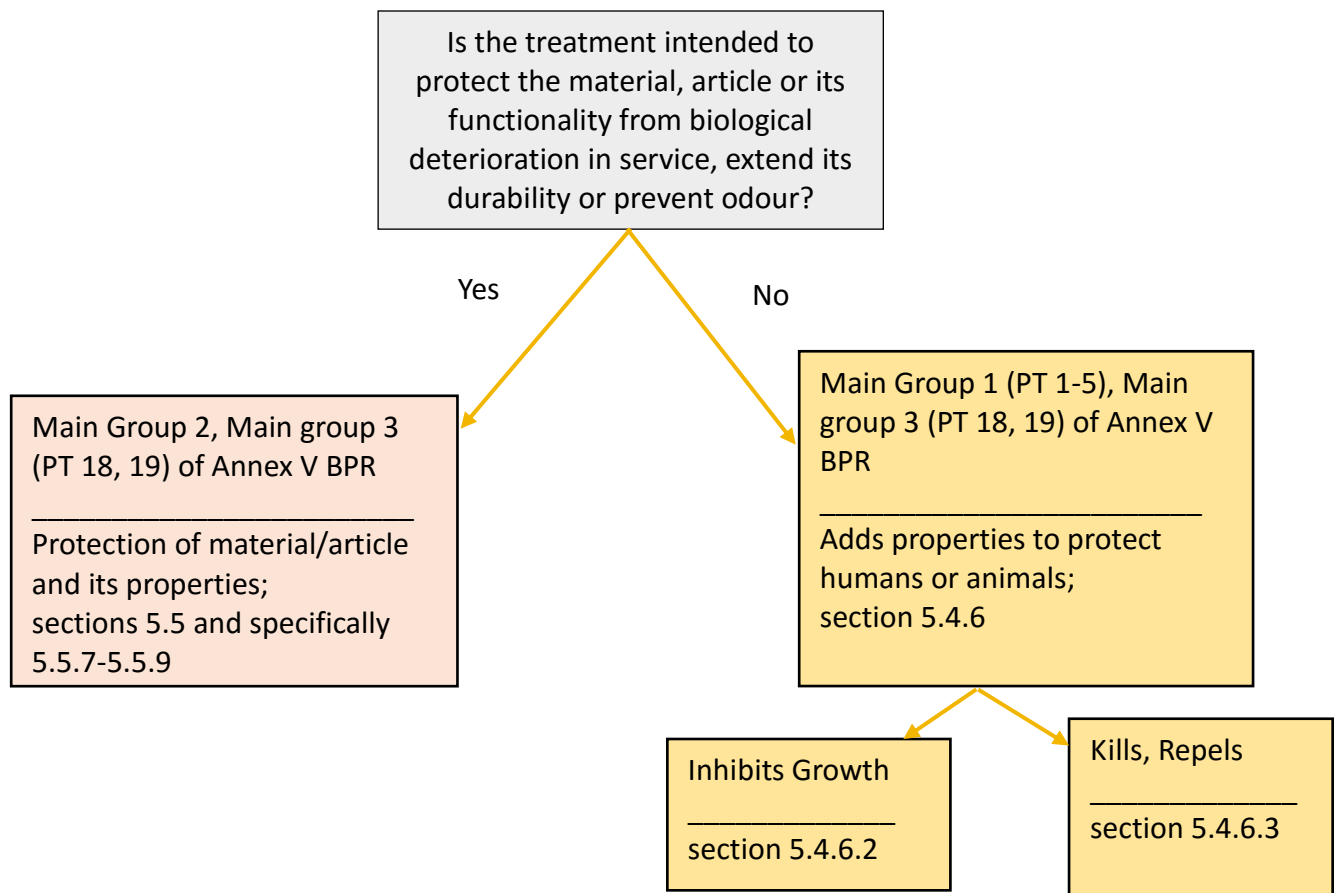 Is the treatment intended to
protect the material, article or its
functionality from biological
deterioration in service, extend its
durability or prevent odour?
Yes
No
Main Group 2, Main group 3
(PT 18, 19) of Annex V BPR
________________________
Protection of material/article
and its properties;
sections 5.5 and specifically
5.5.7-5.5.9
Main Group 1 (PT 1-5), Main
group 3 (PT 18, 19) of Annex V
BPR
________________________
Adds properties to protect
humans or animals;
section 5.4.6
Inhibits Growth
_____________
section 5.4.6.2
Kills, Repels
_____________
section 5.4.6.3